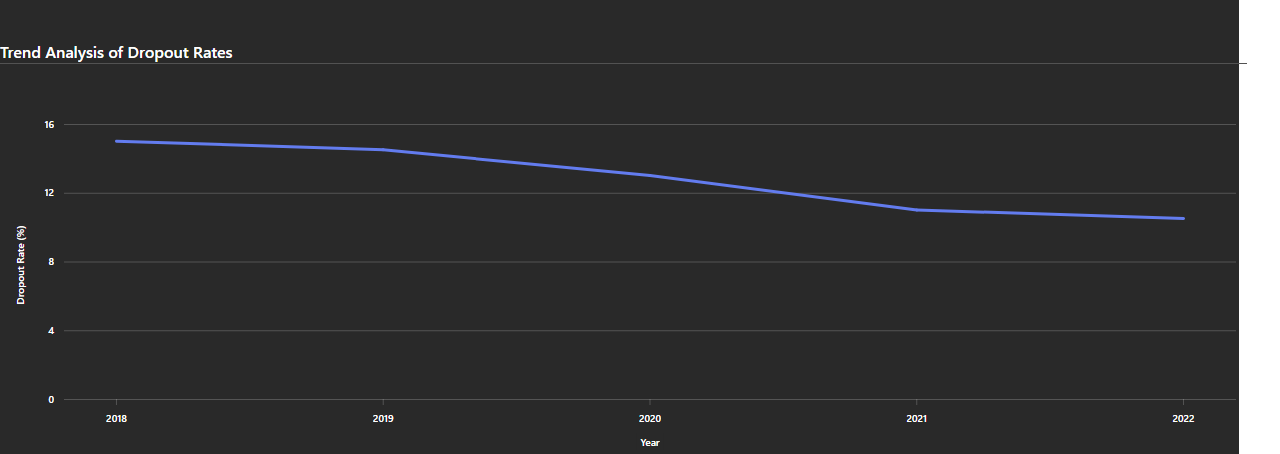 Trend Analysis of Dropout Rates
16
12
8
4
0
Dropout Rate (%)
2018 2019 2020 2021 2022
Year